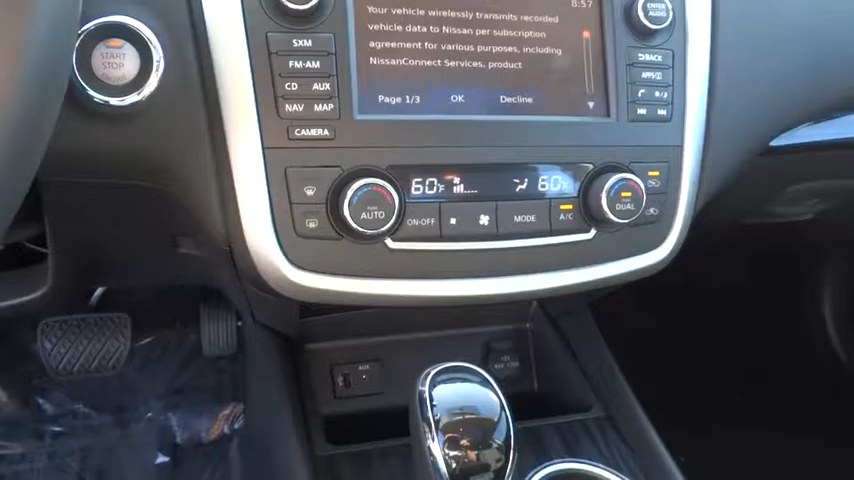 8:57
Your vehicle wirelessly transmits recorded
vehicle data to Nissan per subscription
agreement for various purposes, including
NissanConnect Services, product
Page 1/3 OK Decline
ENTER
AUDIO
START
STOP
SXM
FM·AM
CD AUX
NAV MAP
CAMERA
BACK
APPS
60°F
60°F
PUSH
AUTO
ON·OFF
MODE
A/C
DUAL
AUX
12V